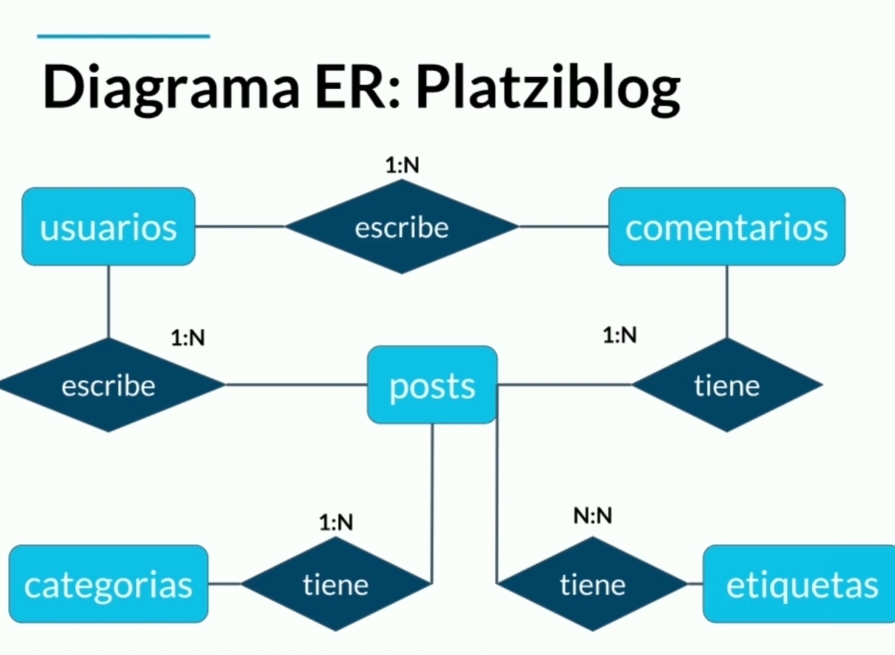 Diagrama ER: Platziblog
1:N
usuarios
escribe
comentarios
1:N
1:N
escribe
posts
tiene
1:N
N:N
categorias
tiene
tiene
etiquetas